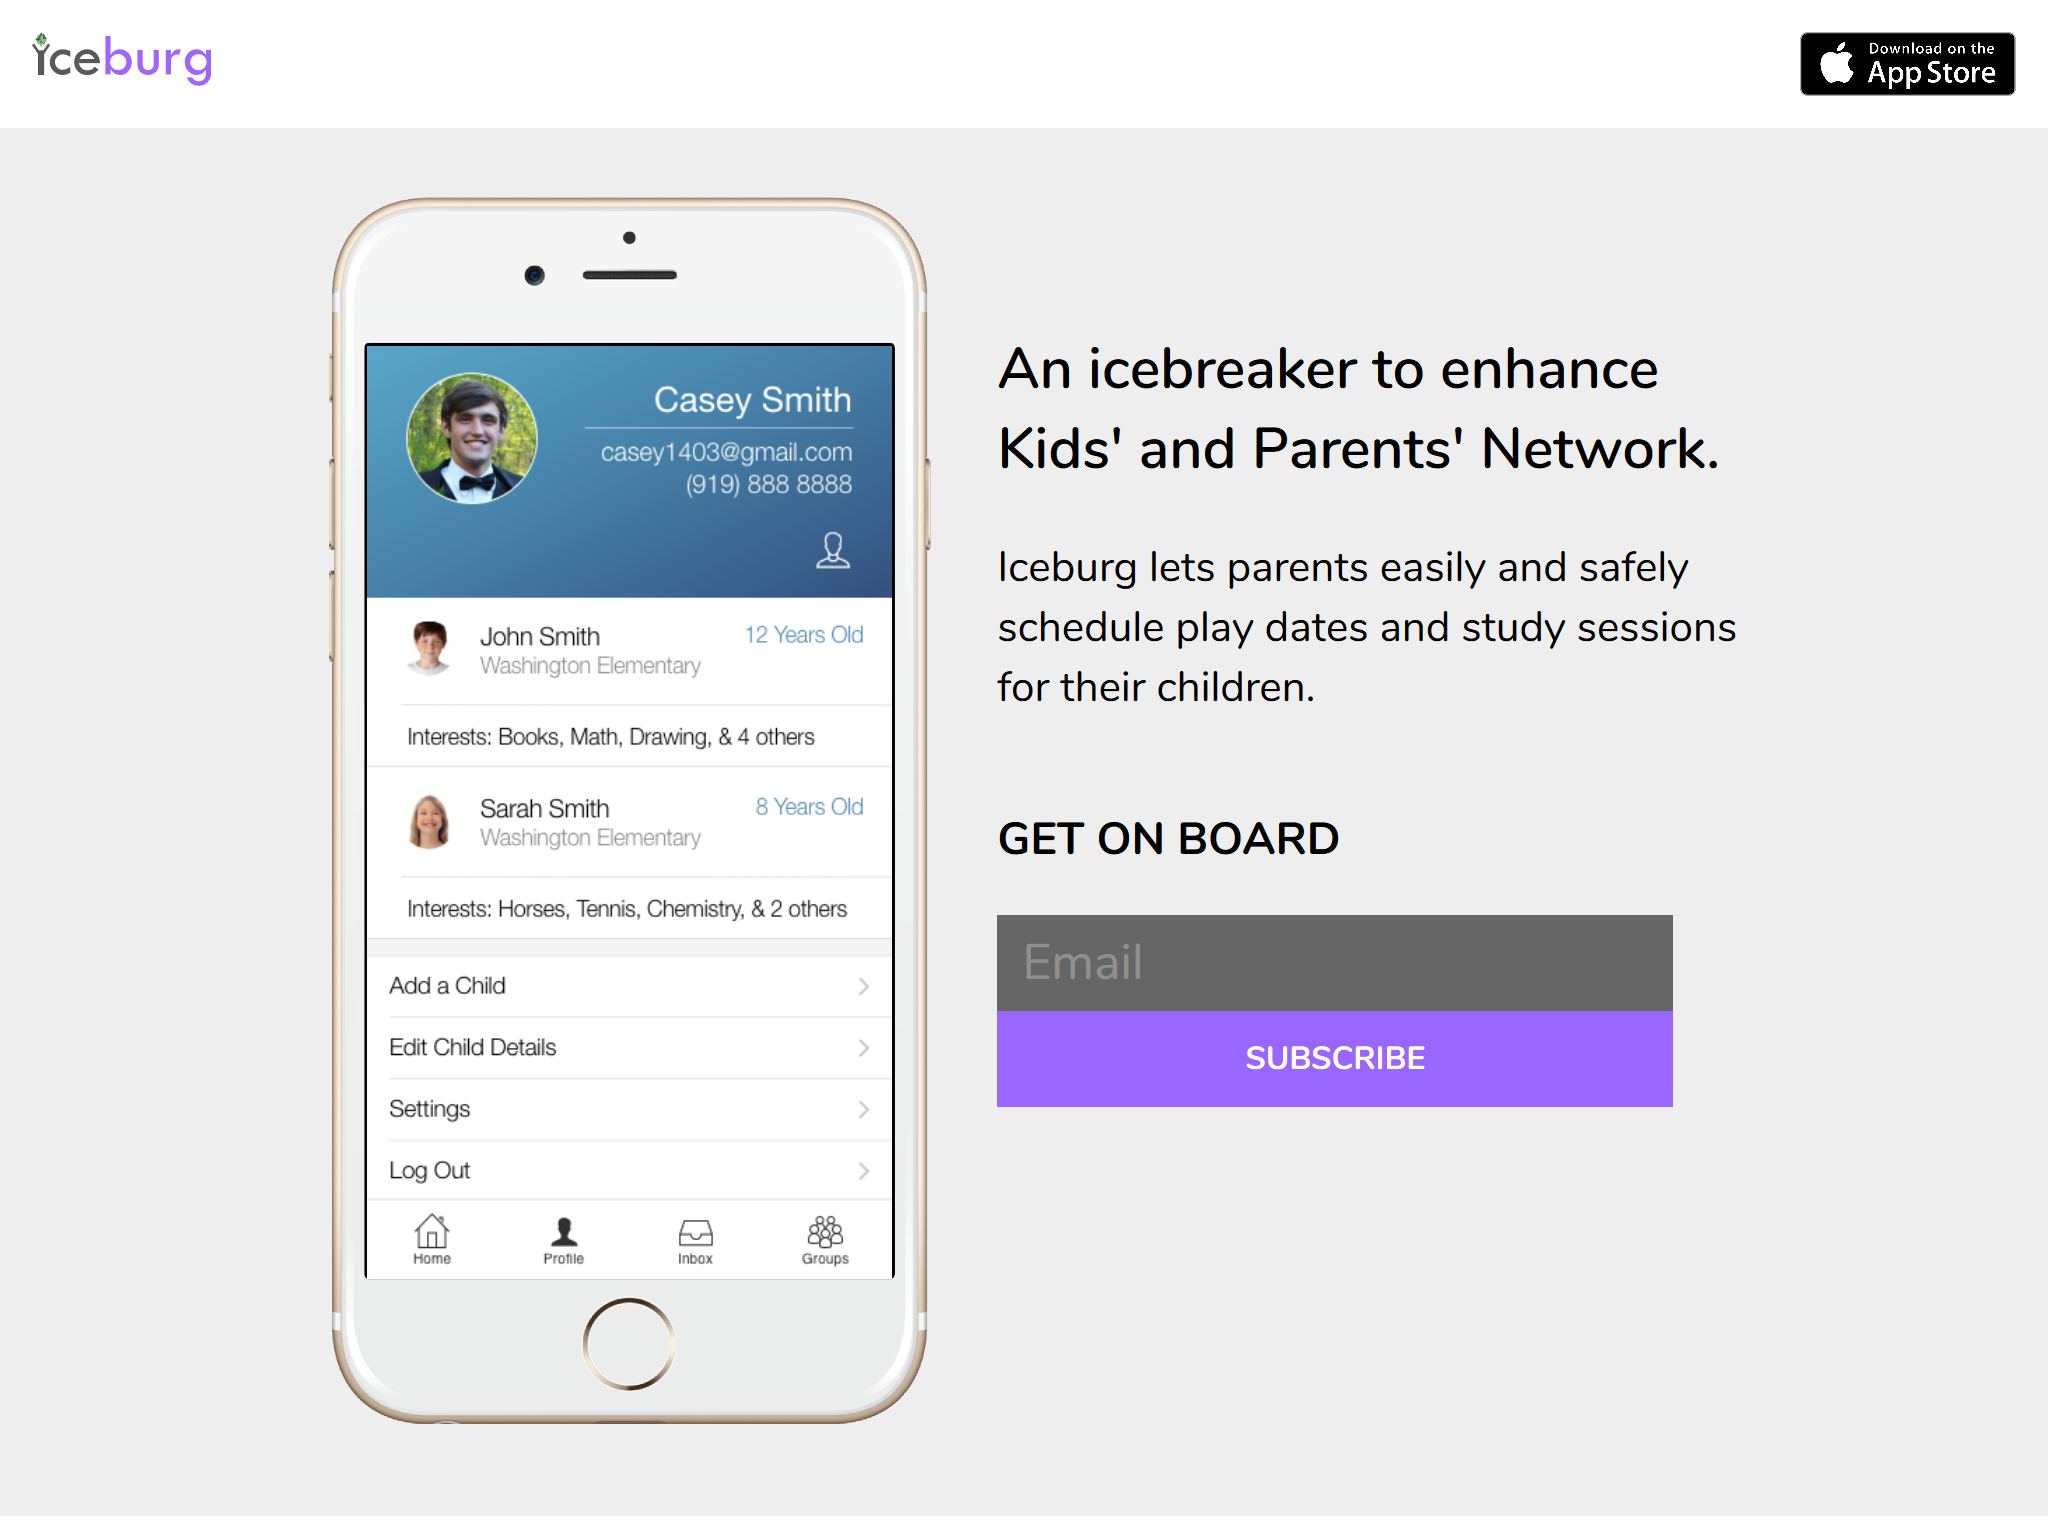 iceburg
Download on the
App Store
Casey Smith
casey1403@gmail.com
(919) 888 8888
John Smith
12 Years Old
Washington Elementary
Interests: Books, Math, Drawing, & 4 others
Sarah Smith
8 Years Old
Washington Elementary
Interests: Horses, Tennis, Chemistry, & 2 others
Add a Child
Edit Child Details
Settings
Log Out
Home
Profile
Inbox
Groups
An icebreaker to enhance
Kids' and Parents' Network.
Iceburg lets parents easily and safely
schedule play dates and study sessions
for their children.
GET ON BOARD
Email
SUBSCRIBE